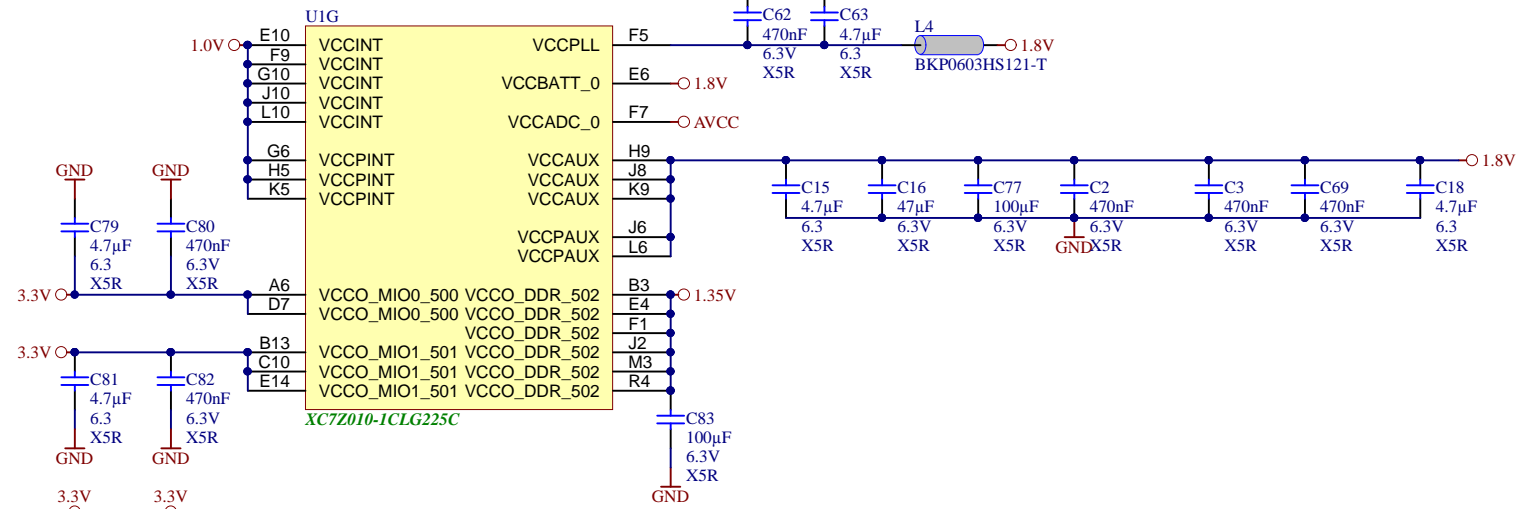 U1G
1.0V
E10 VCCINT
F9 VCCINT
G10 VCCINT
J10 VCCINT
L10 VCCINT
G6 VCCPINT
H5 VCCPINT
K5 VCCPINT
A6 VCCO_MIO0_500
D7 VCCO_MIO0_500
B13 VCCO_MIO1_501
C10 VCCO_MIO1_501
E14 VCCO_MIO1_501
VCCPLL F5
VCCBATT_0 E6 1.8V
VCCADC_0 F7 AVCC
VCCAUX H9
VCCAUX J8
VCCAUX K9
VCCPAUX J6
VCCPAUX L6
VCCO_DDR_502 B3 1.35V
VCCO_DDR_502 E4
VCCO_DDR_502 F1
VCCO_DDR_502 J2
VCCO_DDR_502 M3
VCCO_DDR_502 R4
XC7Z010-1CLG225C
C62
470nF
6.3V
X5R
C63
4.7µF
6.3
X5R
L4
BKP0603HS121-T
1.8V
1.8V
C15
4.7µF
6.3
X5R
C16
47µF
6.3V
X5R
C77
100µF
6.3V
X5R
C2
470nF
6.3V
X5R
GND
C3
470nF
6.3V
X5R
C69
470nF
6.3V
X5R
C18
4.7µF
6.3
X5R
GND
C79
4.7µF
6.3
X5R
GND
C80
470nF
6.3V
X5R
3.3V
3.3V
C81
4.7µF
6.3
X5R
GND
C82
470nF
6.3V
X5R
GND
C83
100µF
6.3V
X5R
GND
3.3V
3.3V